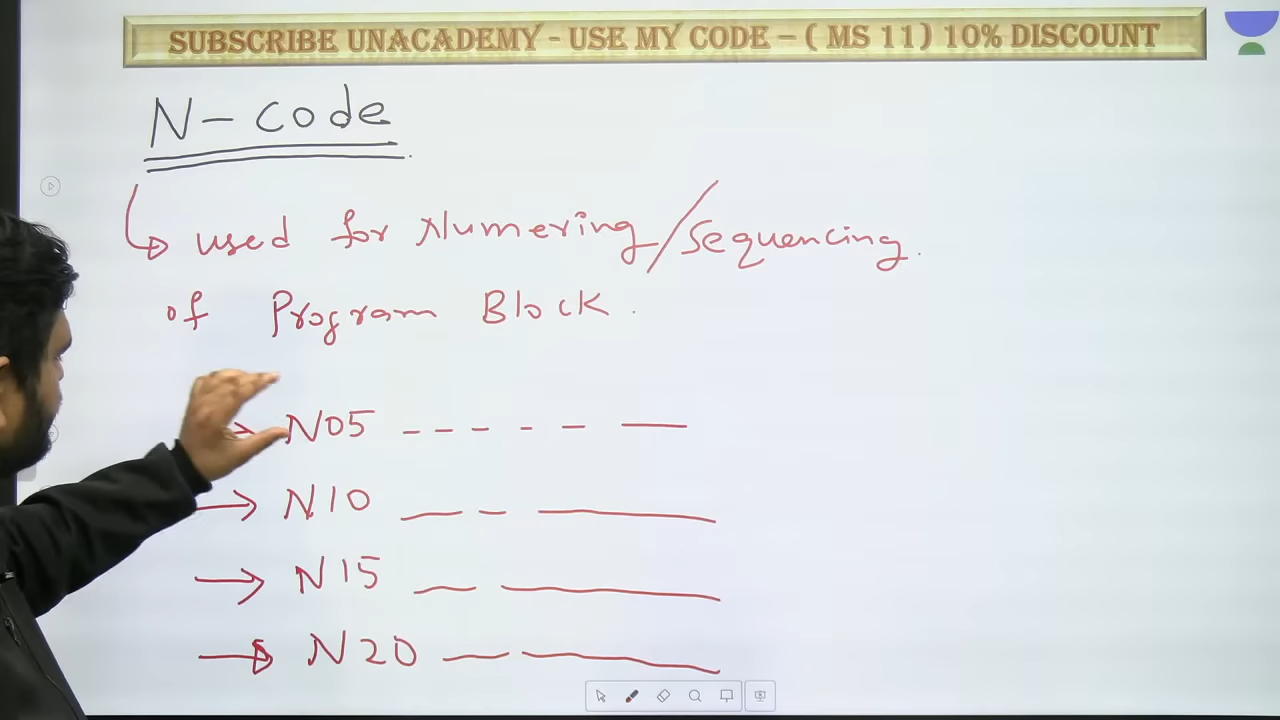 SUBSCRIBE UNACADEMY - USE MY CODE – ( MS 11) 10% DISCOUNT
N - code
used for Numering/Sequencing.
of Program Block.
N05
N10
N15
N20